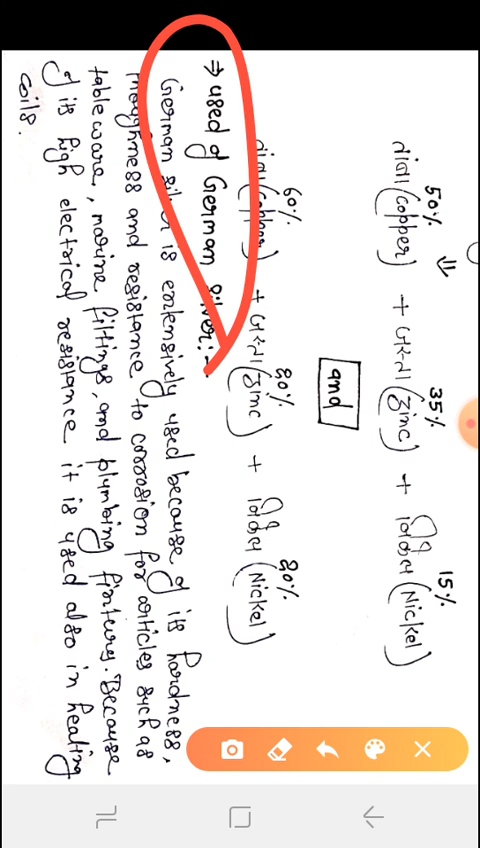 50% 35% 15%
⇓
तांबा (Copper) + जस्ता (Zinc) + निकेल (Nickel)
and
60% 20% 20%
तांबा (Copper) + जस्ता (Zinc) + निकेल (Nickel)
⇒ used of German silver:-
German silver is extensively used because of its hardness,
toughness and resistance to corrosion for articles such as
tableware, marine fittings, and plumbing fixtures. Because
of its high electrical resistance it is used also in heating
coils.